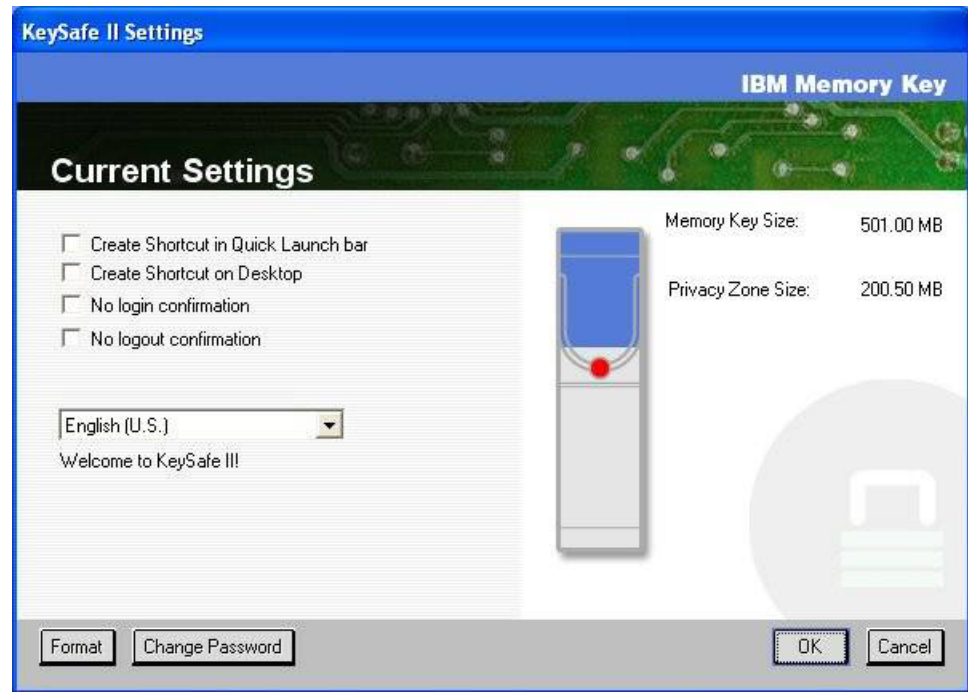 KeySafe II Settings
IBM Memory Key
Current Settings
Create Shortcut in Quick Launch bar
Create Shortcut on Desktop
No login confirmation
No logout confirmation
English (U.S.)
Welcome to KeySafe II!
Memory Key Size: 501.00 MB
Privacy Zone Size: 200.50 MB
Format
Change Password
OK
Cancel